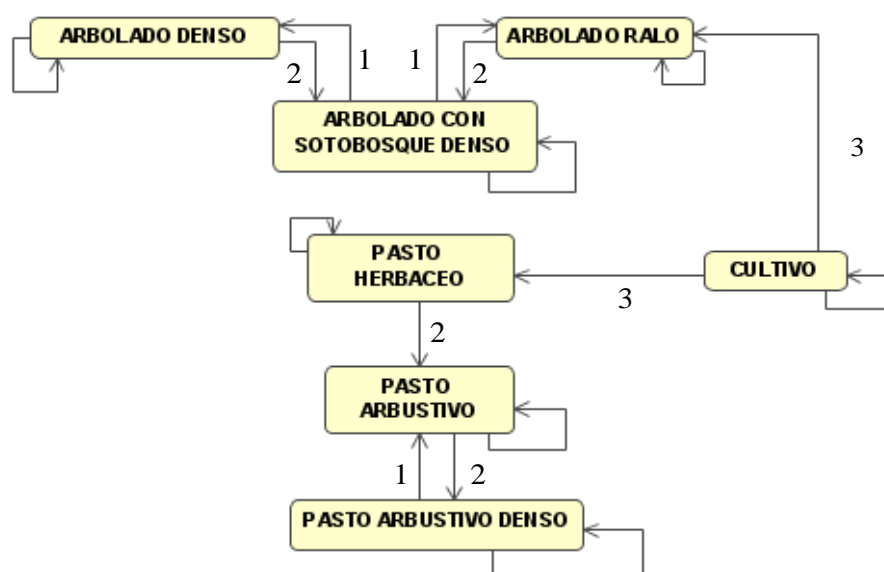 ARBOLADO DENSO
ARBOLADO RALO
2
1
1
2
ARBOLADO CON
SOTOBOSQUE DENSO
3
PASTO
HERBACEO
CULTIVO
3
2
PASTO
ARBUSTIVO
1
2
PASTO ARBUSTIVO DENSO